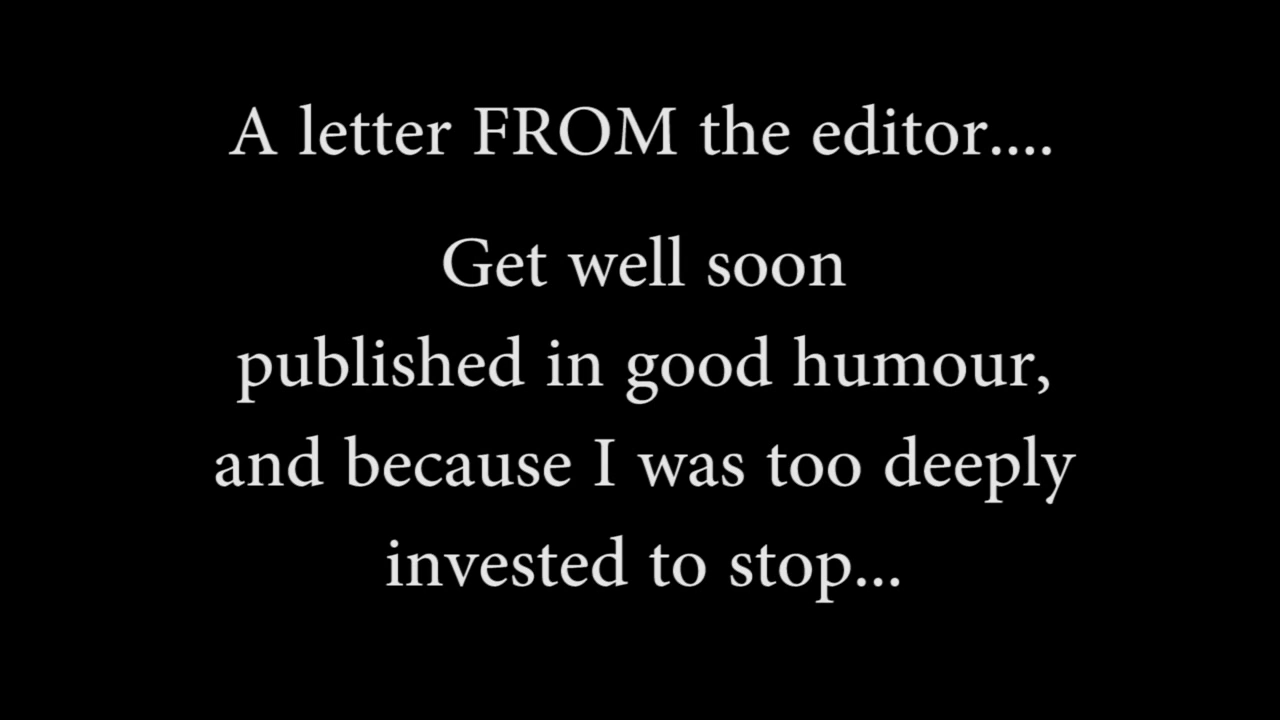 A letter FROM the editor....
Get well soon
published in good humour,
and because I was too deeply
invested to stop...